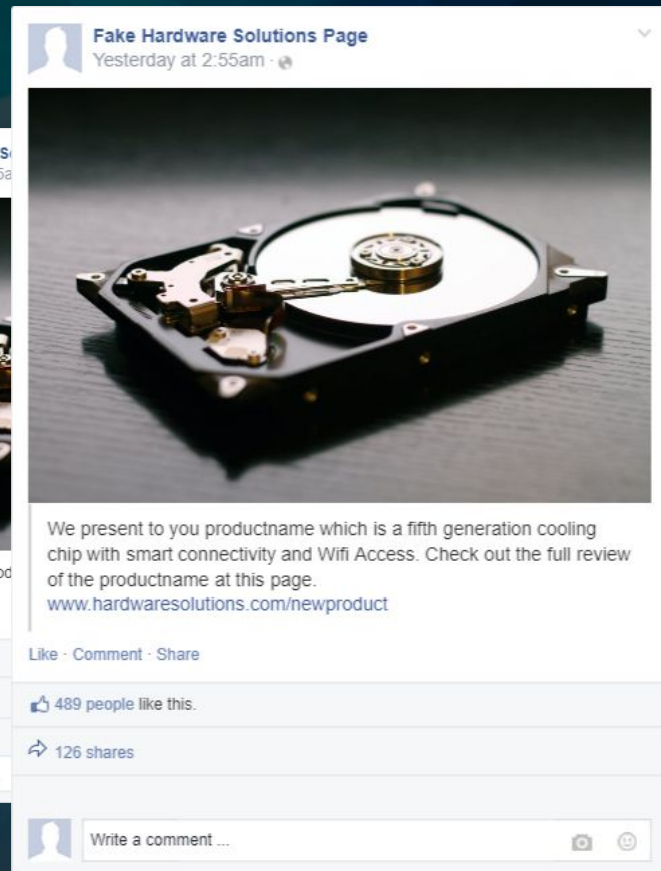 Fake Hardware Solutions Page
Yesterday at 2:55am ·
We present to you productname which is a fifth generation cooling
chip with smart connectivity and Wifi Access. Check out the full review
of the productname at this page.
www.hardwaresolutions.com/newproduct
Like · Comment · Share
489 people like this.
126 shares
Write a comment ...